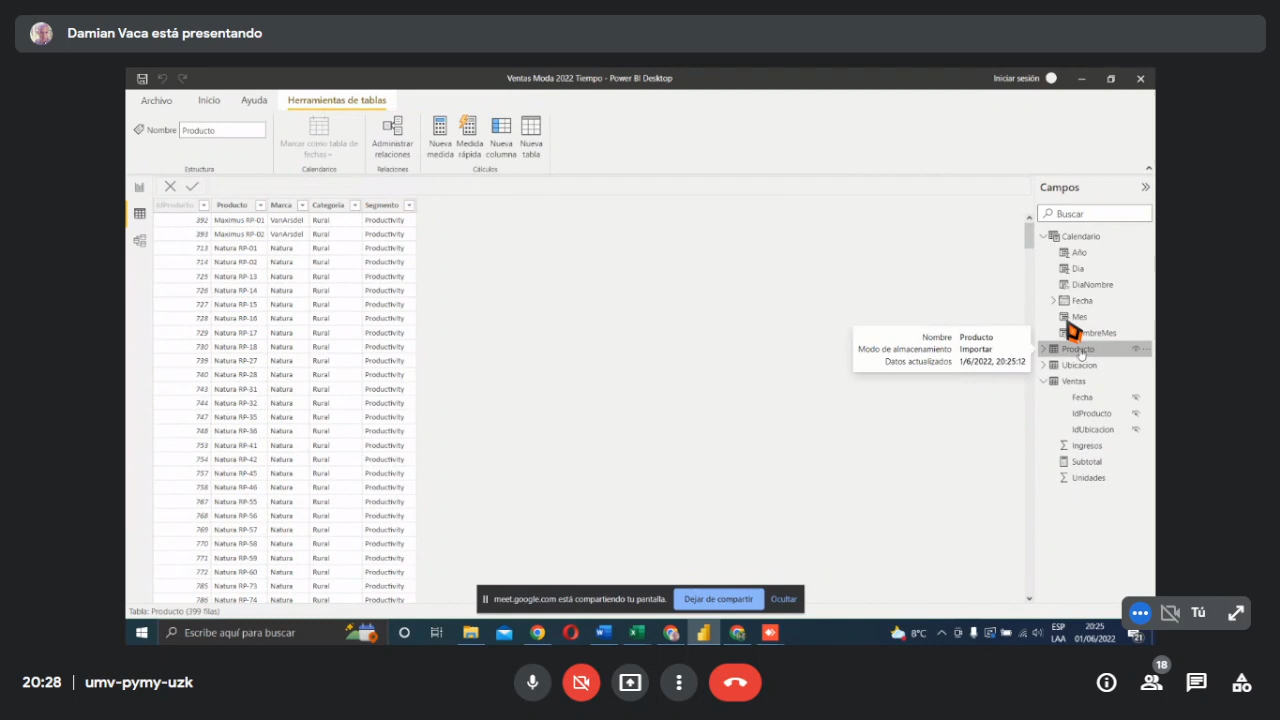 Damian Vaca está presentando
Ventas Moda 2022 Tiempo - Power BI Desktop
Iniciar sesión
Archivo Inicio Ayuda Herramientas de tablas
Nombre Producto
Marcar como tabla de fechas
Administrar relaciones
Nueva medida
Medida rápida
Nueva columna
Nueva tabla
Estructura Calendarios Relaciones Cálculos
Campos
Buscar
IdProducto Producto Marca Categoria Segmento
392 Maximus RP-01 VanArsdel Rural Productivity
393 Maximus RP-02 VanArsdel Rural Productivity
713 Natura RP-01 Natura Rural Productivity
714 Natura RP-02 Natura Rural Productivity
725 Natura RP-13 Natura Rural Productivity
726 Natura RP-14 Natura Rural Productivity
727 Natura RP-15 Natura Rural Productivity
728 Natura RP-16 Natura Rural Productivity
729 Natura RP-17 Natura Rural Productivity
730 Natura RP-18 Natura Rural Productivity
739 Natura RP-27 Natura Rural Productivity
740 Natura RP-28 Natura Rural Productivity
743 Natura RP-31 Natura Rural Productivity
744 Natura RP-32 Natura Rural Productivity
747 Natura RP-35 Natura Rural Productivity
748 Natura RP-36 Natura Rural Productivity
753 Natura RP-41 Natura Rural Productivity
754 Natura RP-42 Natura Rural Productivity
757 Natura RP-45 Natura Rural Productivity
758 Natura RP-46 Natura Rural Productivity
767 Natura RP-55 Natura Rural Productivity
768 Natura RP-56 Natura Rural Productivity
769 Natura RP-57 Natura Rural Productivity
770 Natura RP-58 Natura Rural Productivity
771 Natura RP-59 Natura Rural Productivity
772 Natura RP-60 Natura Rural Productivity
785 Natura RP-73 Natura Rural Productivity
786 Natura RP-74 Natura Rural Productivity
Nombre Producto
Modo de almacenamiento Importar
Datos actualizados 1/6/2022, 20:25:12
Calendario
Año
Dia
DiaNombre
Fecha
Mes
mbreMes
Producto
Ubicacion
Ventas
Fecha
IdProducto
IdUbicacion
Ingresos
Subtotal
Unidades
meet.google.com está compartiendo tu pantalla. Dejar de compartir Ocultar
Tabla: Producto (399 filas)
Tú
Escribe aquí para buscar
8°C
ESP
LAA
20:25
01/06/2022
21
20:28 umv-pymy-uzk
18